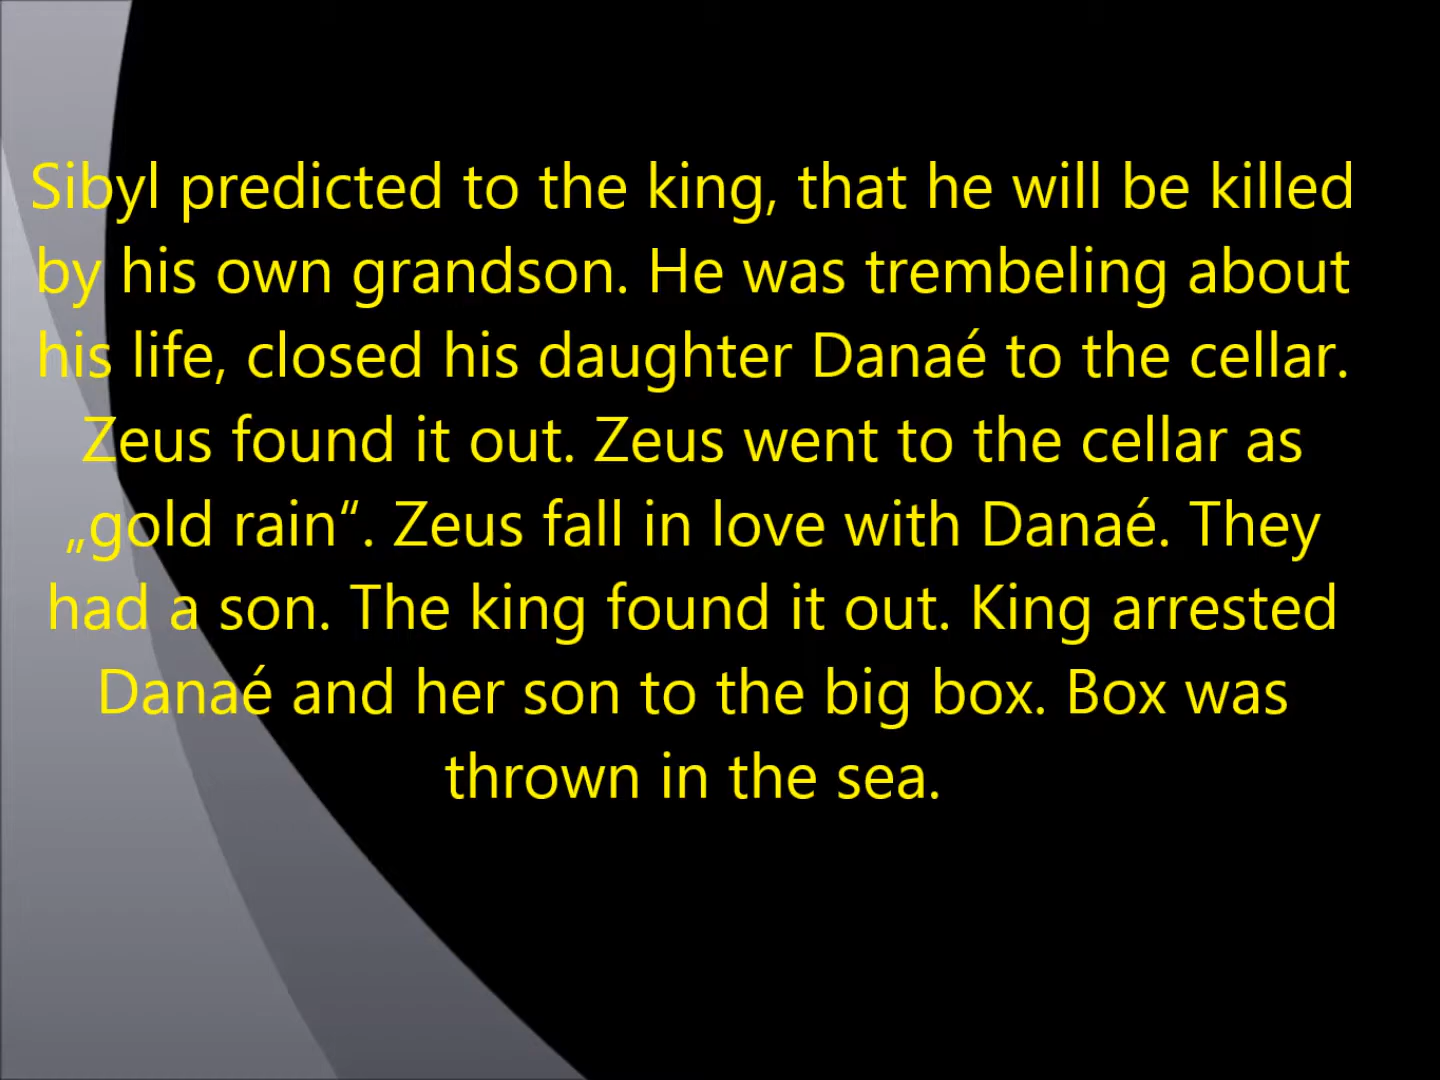 Sibyl predicted to the king, that he will be killed
by his own grandson. He was trembeling about
his life, closed his daughter Danaé to the cellar.
Zeus found it out. Zeus went to the cellar as
„gold rain“. Zeus fall in love with Danaé. They
had a son. The king found it out. King arrested
Danaé and her son to the big box. Box was
thrown in the sea.